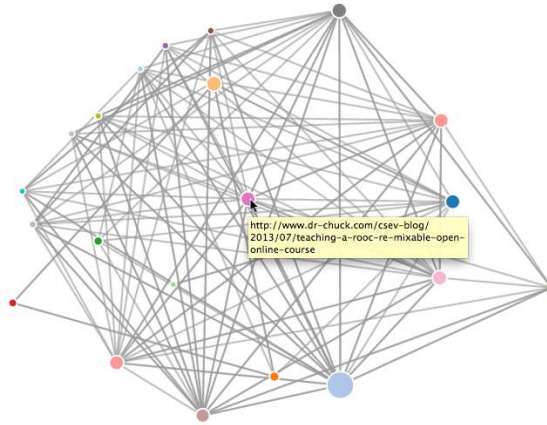 http://www.dr-chuck.com/csev-blog/
2013/07/teaching-a-rooc-re-mixable-open-
online-course